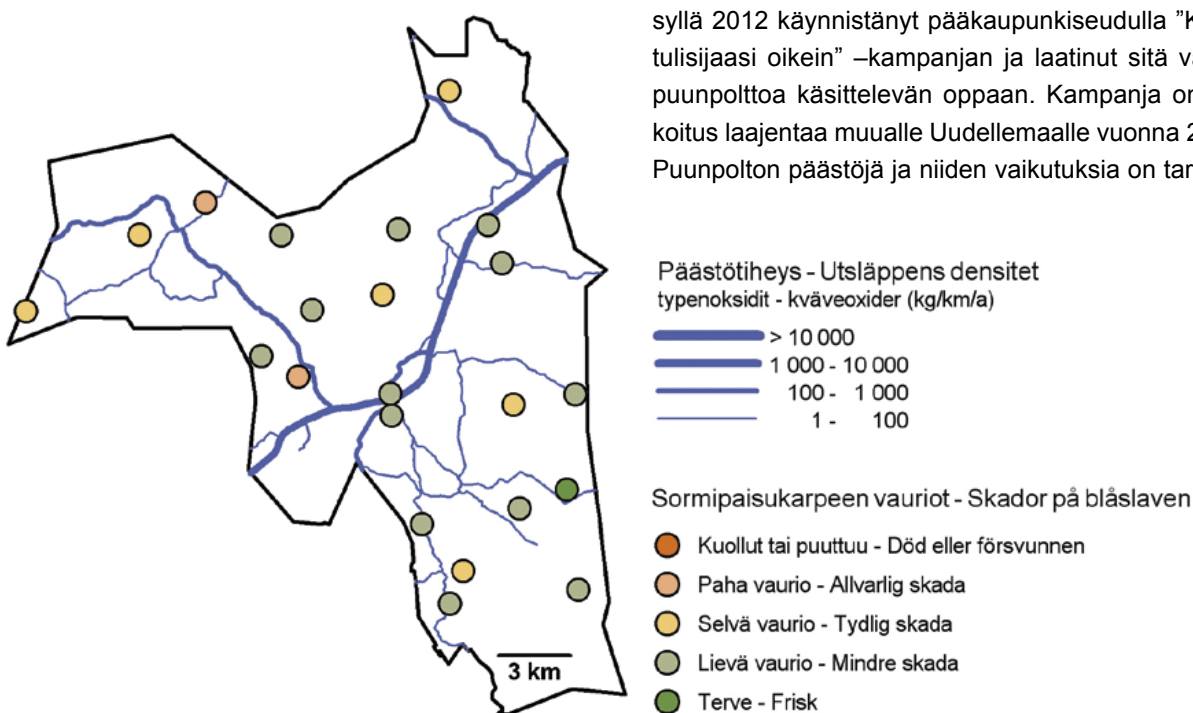 syllä 2012 käynnistänyt pääkaupunkiseudulla ”K
tulisijaasi oikein” –kampanjan ja laatinut sitä va
puunpolttoa käsittelevän oppaan. Kampanja on
koitus laajentaa muualle Uudellemaalle vuonna 2
Puunpolton päästöjä ja niiden vaikutuksia on tar
Päästötiheys - Utsläppens densitet
typenoksidit - kväveoxider (kg/km/a)
> 10 000
1 000 - 10 000
100 - 1 000
1 - 100
Sormipaisukarpeen vauriot - Skador på blåslaven
Kuollut tai puuttuu - Död eller försvunnen
Paha vaurio - Allvarlig skada
Selvä vaurio - Tydlig skada
Lievä vaurio - Mindre skada
Terve - Frisk
3 km